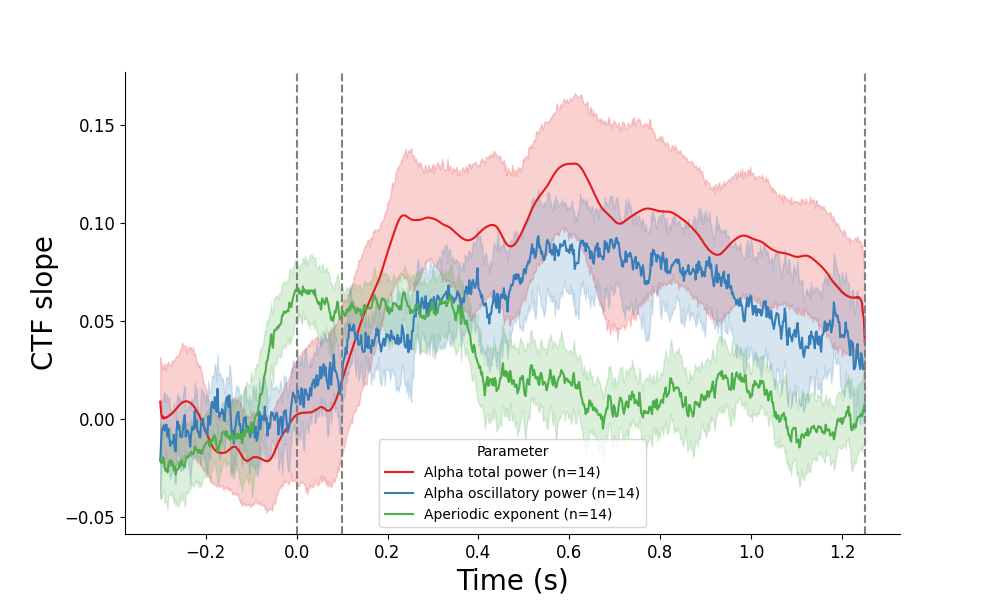 CTF slope
0.15
0.10
0.05
0.00
−0.05
Parameter
Alpha total power (n=14)
Alpha oscillatory power (n=14)
Aperiodic exponent (n=14)
−0.2
0.0
0.2
0.4
0.6
0.8
1.0
1.2
Time (s)